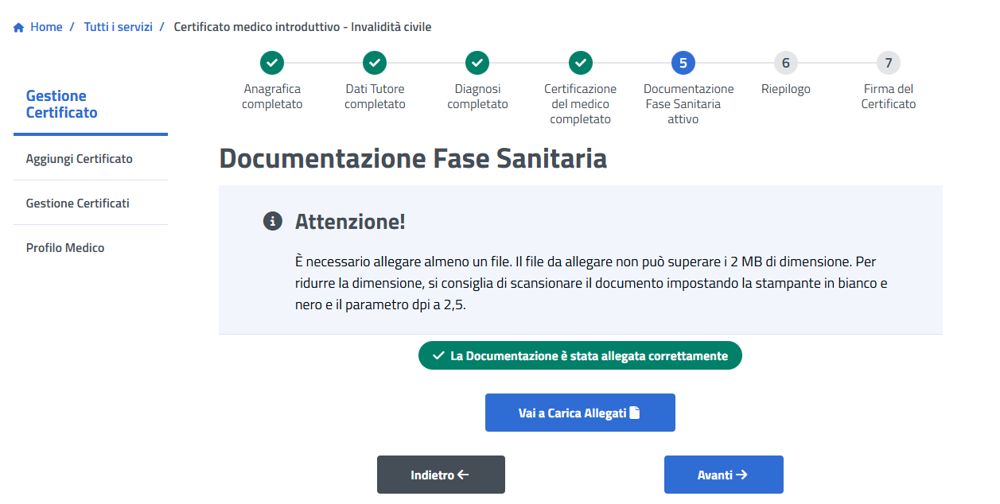 Home / Tutti i servizi / Certificato medico introduttivo - Invalidità civile
5
6
7
Anagrafica
completato
Dati Tutore
completato
Diagnosi
completato
Certificazione
del medico
completato
Documentazione
Fase Sanitaria
attivo
Riepilogo
Firma del
Certificato
Gestione
Certificato
Aggiungi Certificato
Gestione Certificati
Profilo Medico
Documentazione Fase Sanitaria
Attenzione!
È necessario allegare almeno un file. Il file da allegare non può superare i 2 MB di dimensione. Per
ridurre la dimensione, si consiglia di scansionare il documento impostando la stampante in bianco e
nero e il parametro dpi a 2,5.
La Documentazione è stata allegata correttamente
Vai a Carica Allegati
Indietro
Avanti